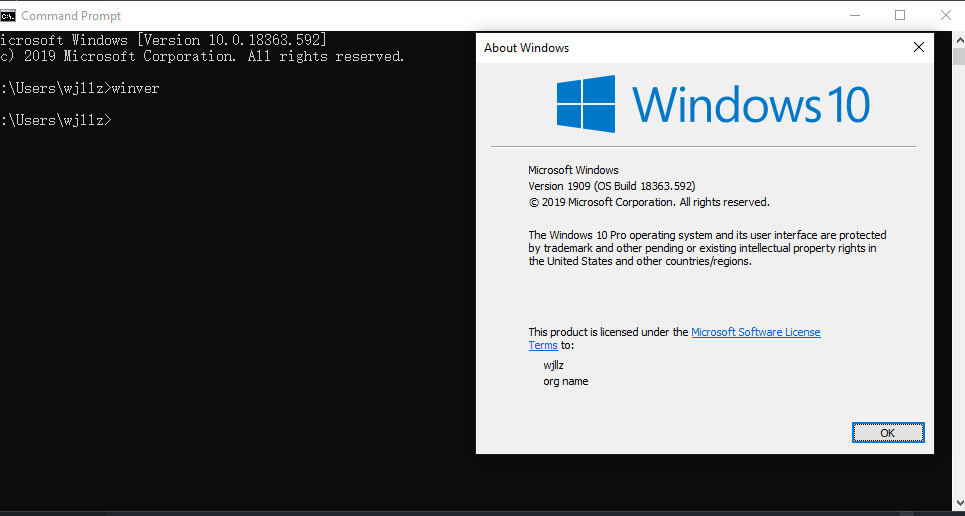 Command Prompt
icrosoft Windows [Version 10.0.18363.592]
c) 2019 Microsoft Corporation. All rights reserved.
:\Users\wjllz>winver
:\Users\wjllz>
About Windows
Windows 10
Microsoft Windows
Version 1909 (OS Build 18363.592)
© 2019 Microsoft Corporation. All rights reserved.
The Windows 10 Pro operating system and its user interface are protected
by trademark and other pending or existing intellectual property rights in
the United States and other countries/regions.
This product is licensed under the Microsoft Software License
Terms to:
wjllz
org name
OK